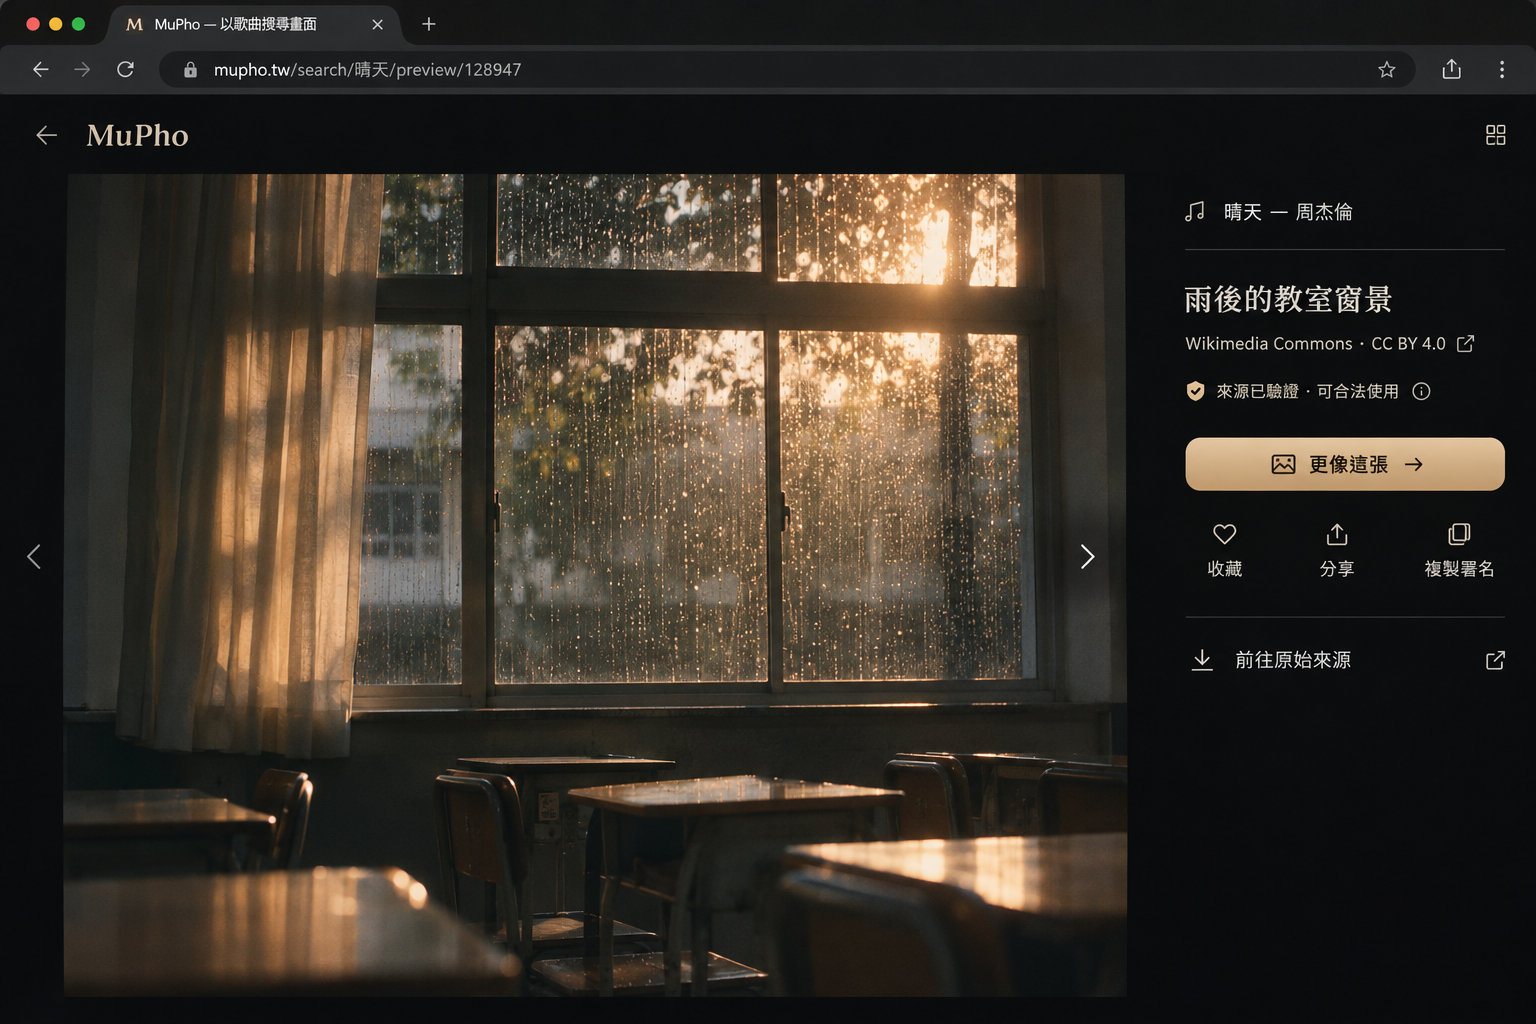 M MuPho — 以歌曲搜尋畫面
mupho.tw/search/晴天/preview/128947
MuPho
晴天 — 周杰倫
雨後的教室窗景
Wikimedia Commons · CC BY 4.0
來源已驗證 · 可合法使用
更像這張 →
收藏
分享
複製署名
前往原始來源